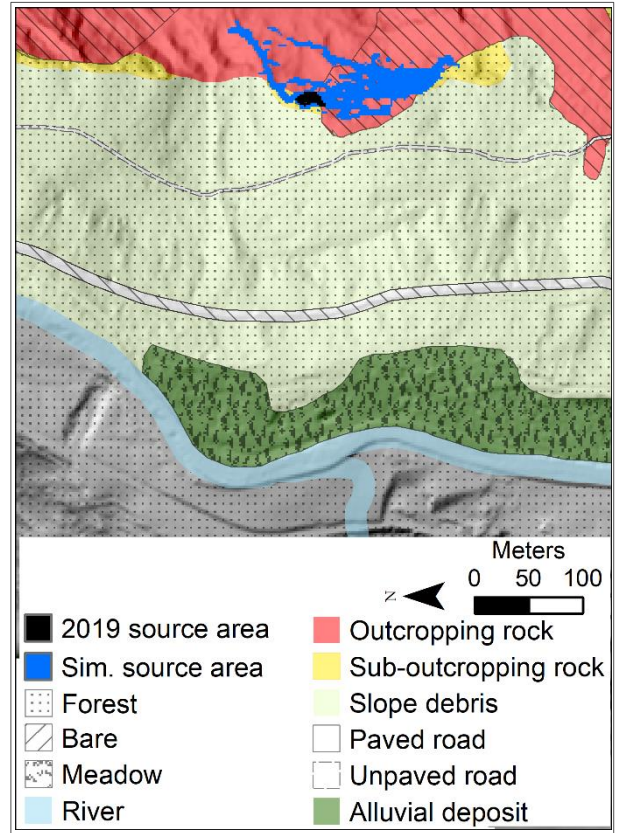 Meters
N
0 50 100
2019 source area
Sim. source area
Forest
Bare
Meadow
River
Outcropping rock
Sub-outcropping rock
Slope debris
Paved road
Unpaved road
Alluvial deposit